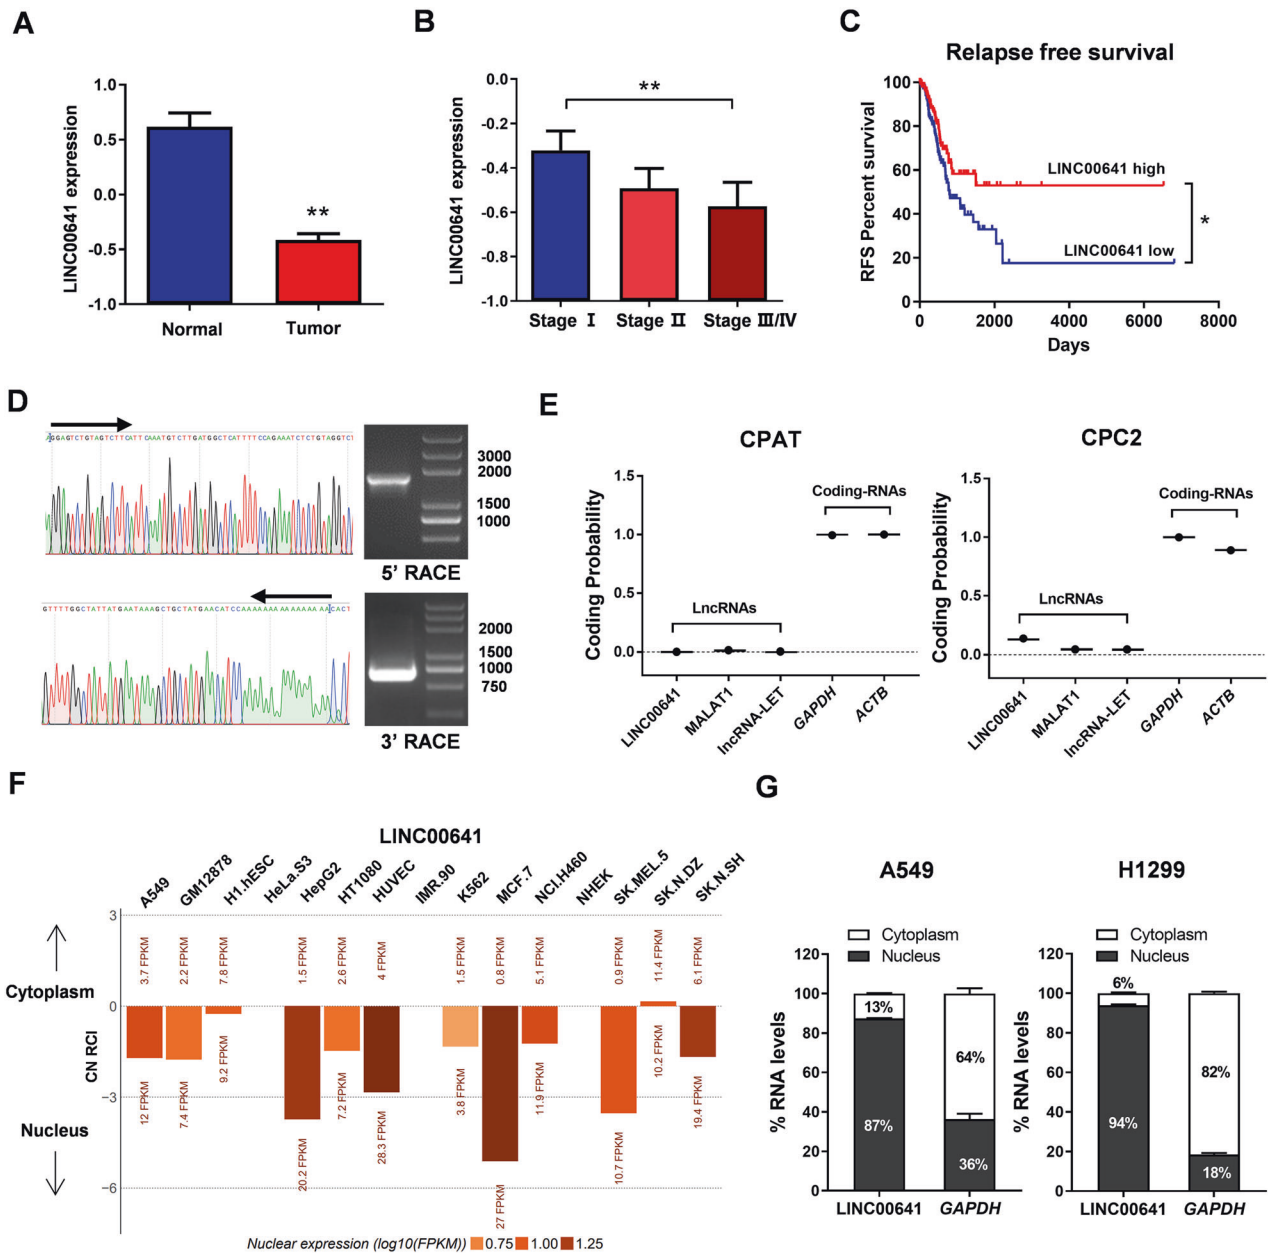 A
LINC00641 expression
1.0
0.5
0.0
-0.5
-1.0
**
Normal
Tumor
B
LINC00641 expression
0.0
-0.2
-0.4
-0.6
-0.8
-1.0
**
Stage Ⅰ
Stage Ⅱ
Stage Ⅲ/Ⅳ
C
Relapse free survival
RFS Percent survival
100
80
60
40
20
0
LINC00641 high
LINC00641 low
*
0
2000
4000
6000
8000
Days
D
AGGAGTCTGTAGTCTTCATTCAAATGTCTTGATGGCTCATTTTCCAGAAATCTCTGTAGGTCT
3000
2000
1500
1000
5' RACE
GTTTTGGCTATTATGAATAAAGCTGCTATGAACATCCAAAAAAAAAAAAAAAAACACT
2000
1500
1000
750
3' RACE
E
CPAT
Coding Probability
1.5
1.0
0.5
0.0
Coding-RNAs
LncRNAs
LINC00641
MALAT1
lncRNA-LET
GAPDH
ACTB
CPC2
Coding Probability
1.5
1.0
0.5
0.0
Coding-RNAs
LncRNAs
LINC00641
MALAT1
lncRNA-LET
GAPDH
ACTB
F
LINC00641
A549
GM12878
H1.hESC
HeLa.S3
HepG2
HT1080
HUVEC
IMR.90
K562
MCF.7
NCI.H460
NHEK
SK.MEL.5
SK.N.DZ
SK.N.SH
Cytoplasm
Nucleus
CN RCI
3
0
−3
−6
3.7 FPKM
2.2 FPKM
7.8 FPKM
1.5 FPKM
2.6 FPKM
4 FPKM
1.5 FPKM
0.8 FPKM
5.1 FPKM
0.9 FPKM
11.4 FPKM
6.1 FPKM
12 FPKM
7.4 FPKM
9.2 FPKM
20.2 FPKM
7.2 FPKM
28.3 FPKM
3.8 FPKM
27 FPKM
11.9 FPKM
10.7 FPKM
10.2 FPKM
19.4 FPKM
Nuclear expression (log10(FPKM)) 0.75 1.00 1.25
G
A549
Cytoplasm
Nucleus
% RNA levels
120
100
80
60
40
20
0
13%
87%
64%
36%
LINC00641
GAPDH
H1299
Cytoplasm
Nucleus
% RNA levels
120
100
80
60
40
20
0
6%
94%
82%
18%
LINC00641
GAPDH